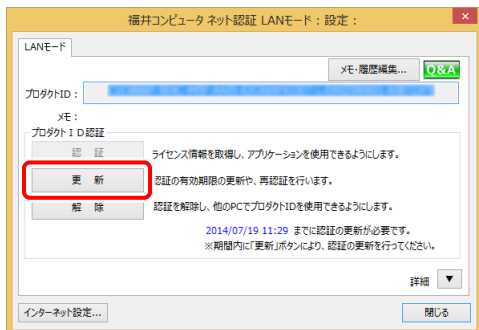 福井コンピュータ ネット認証 LANモード：設定：
LANモード
メモ・履歴編集... Q&A
プロダクトID：
メモ：
プロダクトＩＤ認証
認　証 ライセンス情報を取得し、アプリケーションを使用できるようにします。
更　新 認証の有効期限の更新や、再認証を行います。
解　除 認証を解除し、他のPCでプロダクトIDを使用できるようにします。
2014/07/19 11:29 までに認証の更新が必要です。
※期間内に「更新」ボタンにより、認証の更新を行ってください。
詳細 ▼
インターネット設定... 閉じる